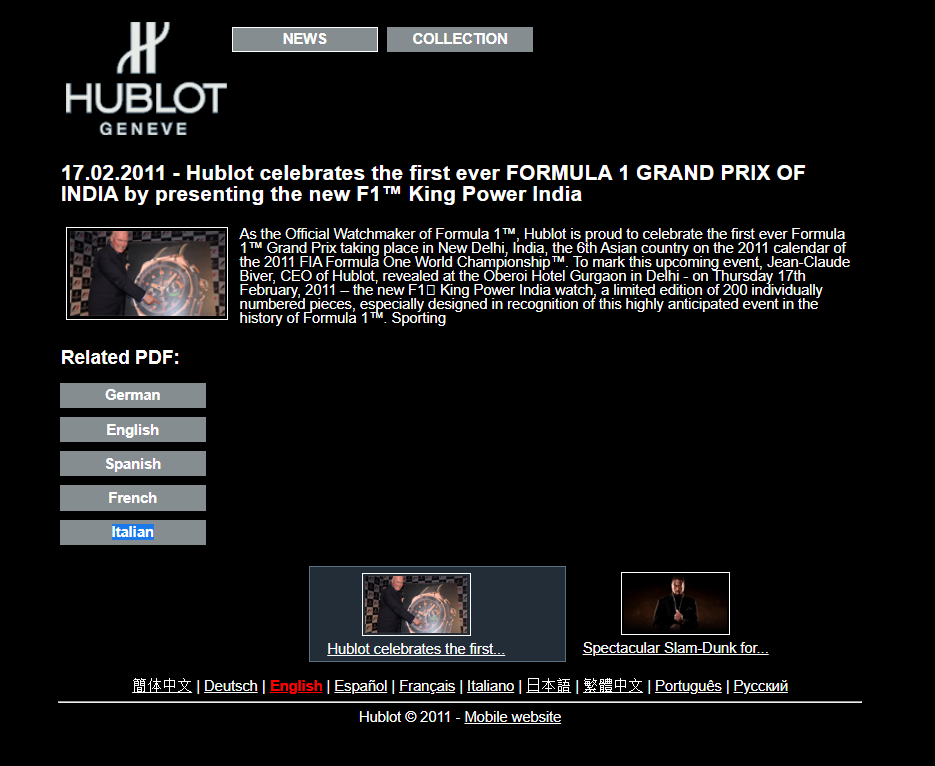 HUBLOT
GENEVE
NEWS
COLLECTION
17.02.2011 - Hublot celebrates the first ever FORMULA 1 GRAND PRIX OF
INDIA by presenting the new F1™ King Power India
As the Official Watchmaker of Formula 1™, Hublot is proud to celebrate the first ever Formula
1™ Grand Prix taking place in New Delhi, India, the 6th Asian country on the 2011 calendar of
the 2011 FIA Formula One World Championship™. To mark this upcoming event, Jean-Claude
Biver, CEO of Hublot, revealed at the Oberoi Hotel Gurgaon in Delhi - on Thursday 17th
February, 2011 – the new F1▯ King Power India watch, a limited edition of 200 individually
numbered pieces, especially designed in recognition of this highly anticipated event in the
history of Formula 1™. Sporting
Related PDF:
German
English
Spanish
French
Italian
Hublot celebrates the first...
Spectacular Slam-Dunk for...
簡体中文 | Deutsch | English | Español | Français | Italiano | 日本語 | 繁體中文 | Português | Русский
Hublot © 2011 - Mobile website